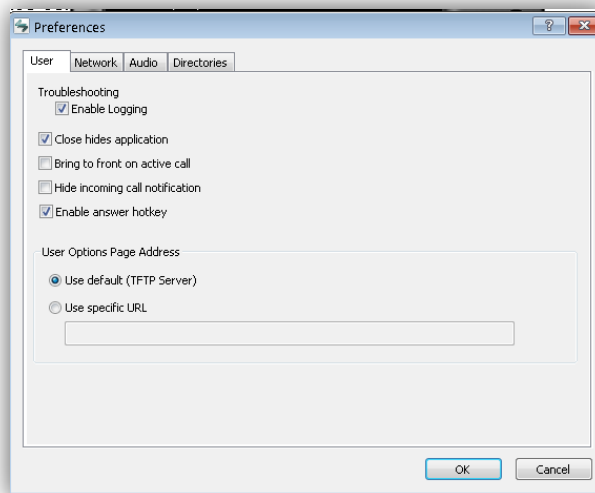 Preferences
User Network Audio Directories
Troubleshooting
Enable Logging
Close hides application
Bring to front on active call
Hide incoming call notification
Enable answer hotkey
User Options Page Address
Use default (TFTP Server)
Use specific URL
OK Cancel